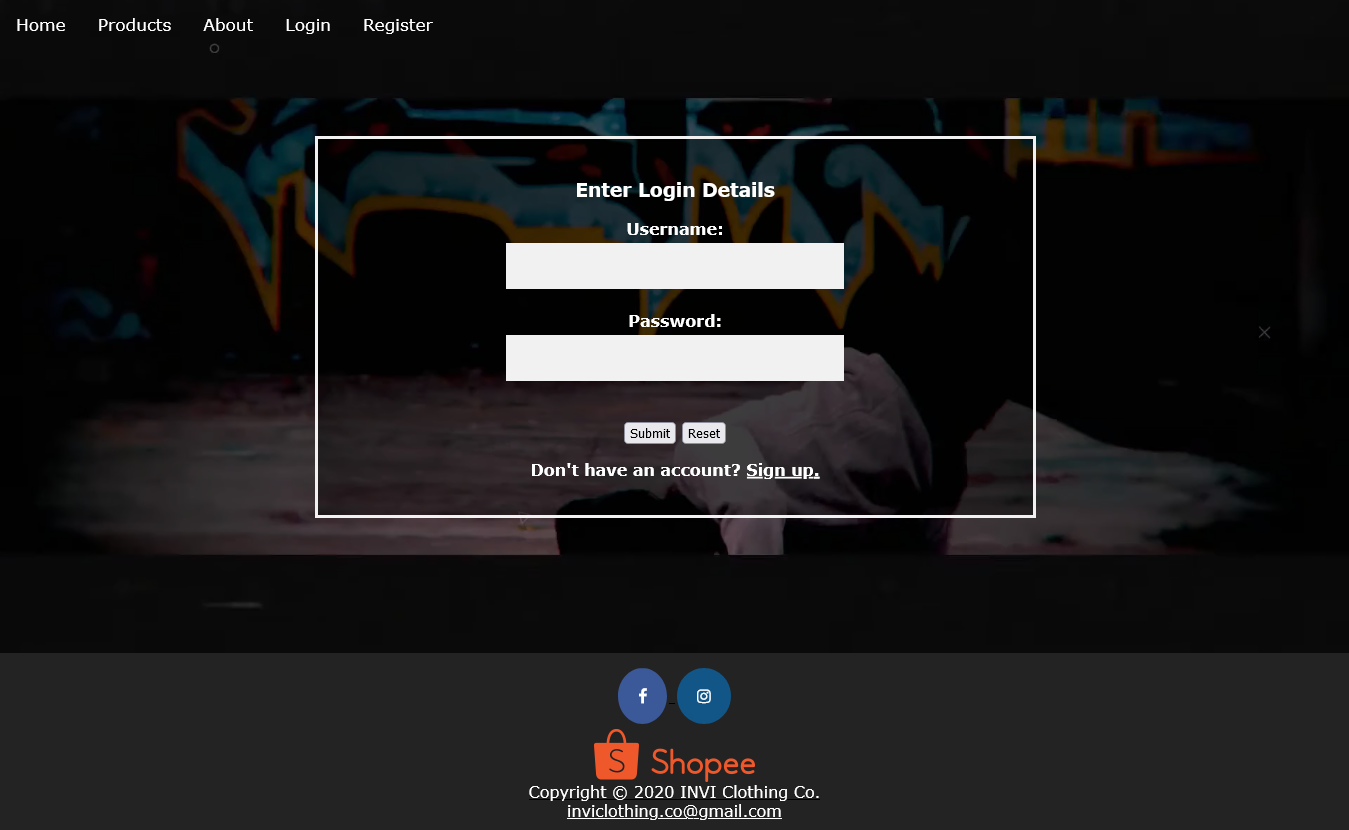 Home Products About Login Register
Enter Login Details
Username:
Password:
Submit Reset
Don't have an account? Sign up.
Shopee
Copyright © 2020 INVI Clothing Co.
inviclothing.co@gmail.com